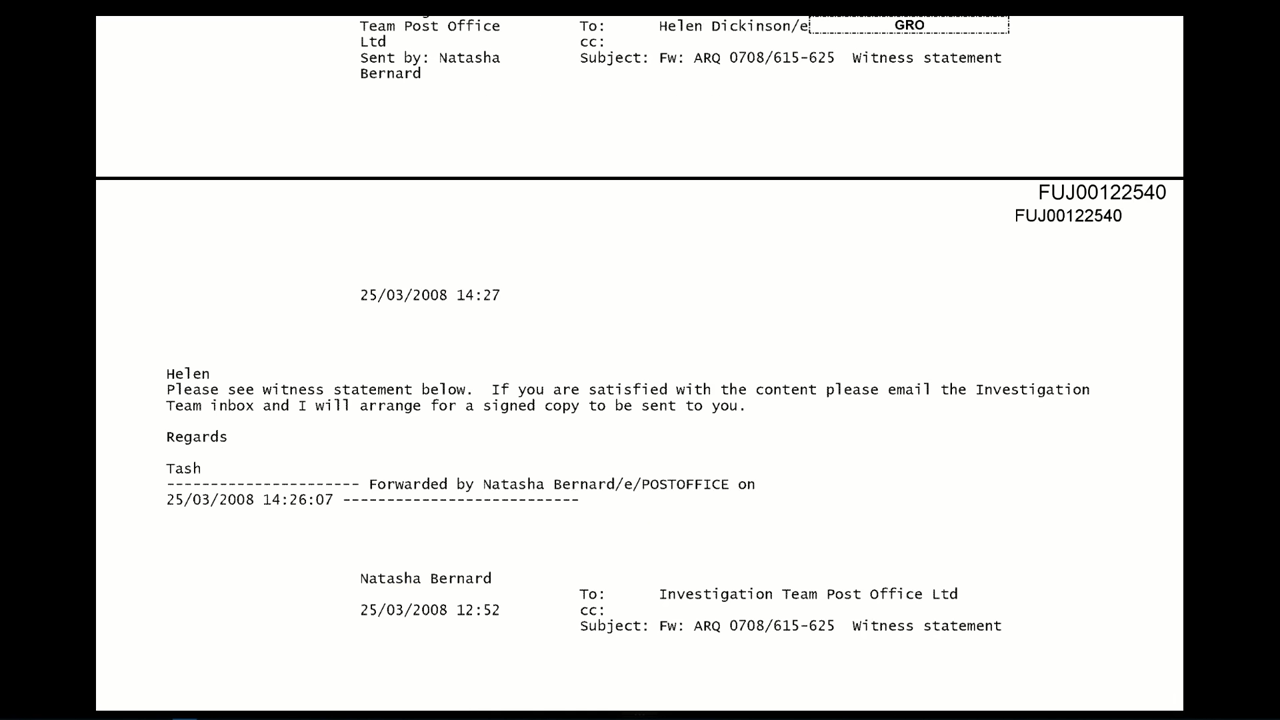 Team Post Office To: Helen Dickinson/e GRO
Ltd cc:
Sent by: Natasha Subject: Fw: ARQ 0708/615-625 Witness statement
Bernard
FUJ00122540
FUJ00122540
25/03/2008 14:27
Helen
Please see witness statement below. If you are satisfied with the content please email the Investigation
Team inbox and I will arrange for a signed copy to be sent to you.
Regards
Tash
---------------------- Forwarded by Natasha Bernard/e/POSTOFFICE on
25/03/2008 14:26:07 ---------------------------
Natasha Bernard
To: Investigation Team Post Office Ltd
25/03/2008 12:52 cc:
Subject: Fw: ARQ 0708/615-625 Witness statement